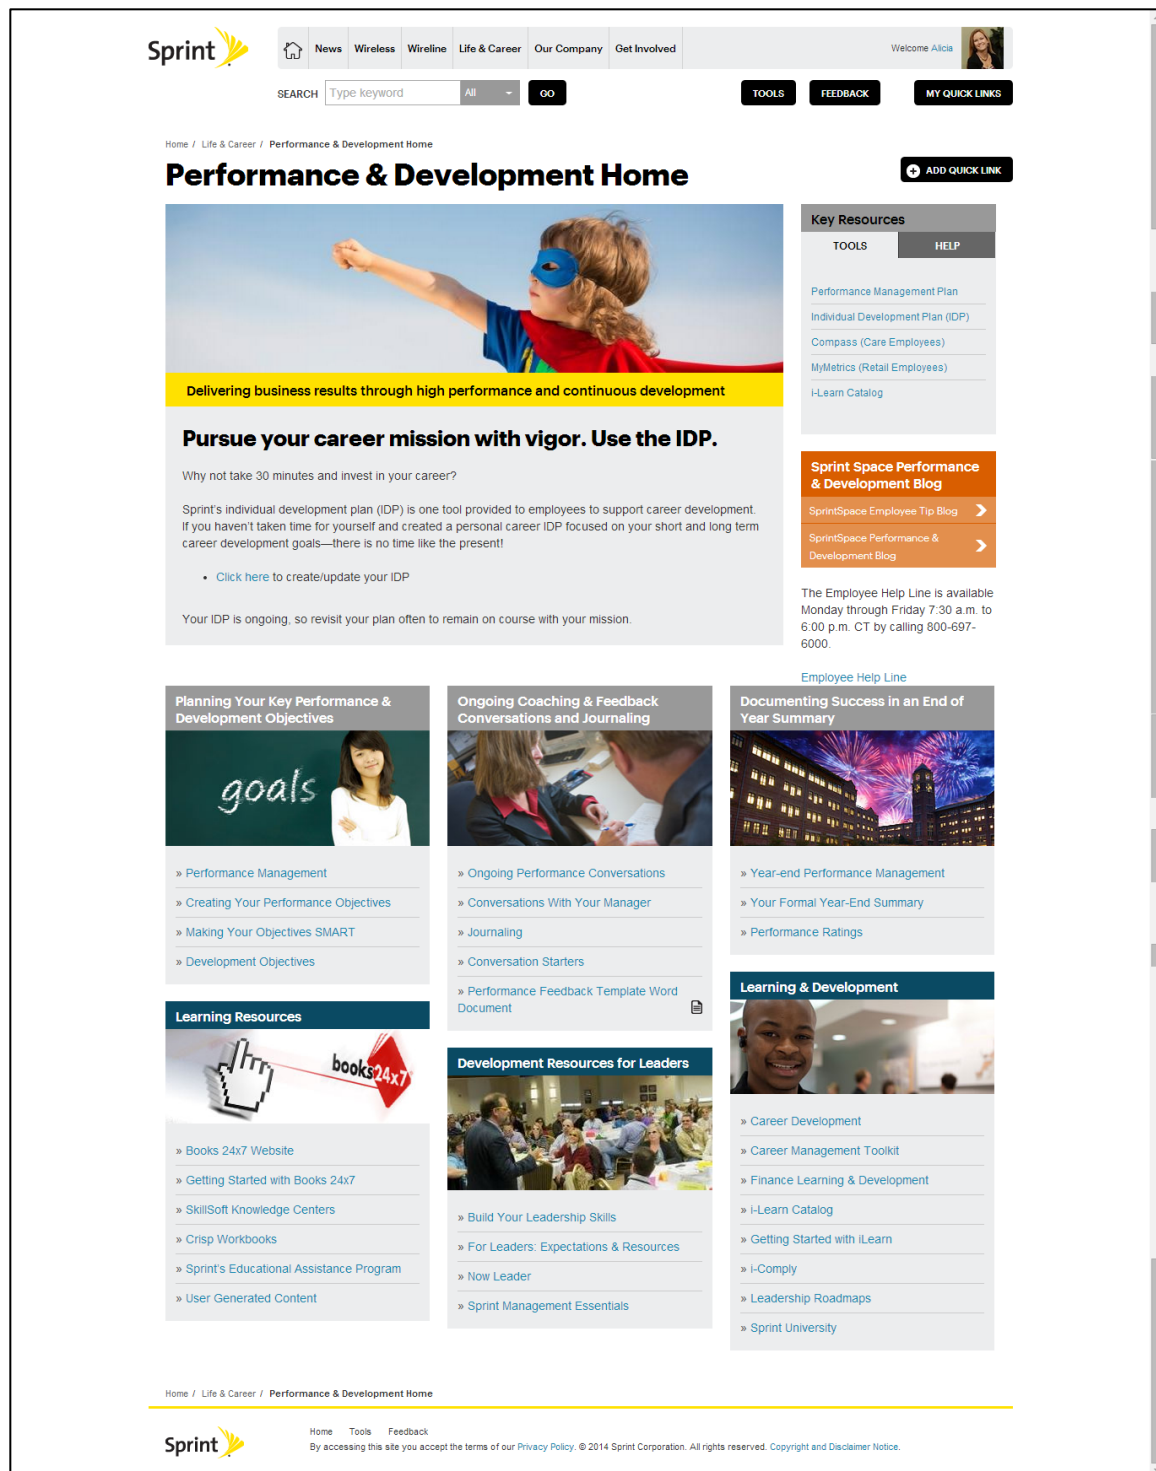 Sprint
News Wireless Wireline Life & Career Our Company Get Involved
Welcome Alicia
SEARCH Type keyword All GO TOOLS FEEDBACK MY QUICK LINKS
Home / Life & Career / Performance & Development Home
Performance & Development Home
ADD QUICK LINK
Delivering business results through high performance and continuous development
Pursue your career mission with vigor. Use the IDP.
Why not take 30 minutes and invest in your career?
Sprint's individual development plan (IDP) is one tool provided to employees to support career development.
If you haven't taken time for yourself and created a personal career IDP focused on your short and long term
career development goals—there is no time like the present!
• Click here to create/update your IDP
Your IDP is ongoing, so revisit your plan often to remain on course with your mission.
Key Resources
TOOLS HELP
Performance Management Plan
Individual Development Plan (IDP)
Compass (Care Employees)
MyMetrics (Retail Employees)
i-Learn Catalog
Sprint Space Performance
& Development Blog
SprintSpace Employee Tip Blog
SprintSpace Performance &
Development Blog
The Employee Help Line is available
Monday through Friday 7:30 a.m. to
6:00 p.m. CT by calling 800-697-
6000.
Employee Help Line
Planning Your Key Performance &
Development Objectives
goals
» Performance Management
» Creating Your Performance Objectives
» Making Your Objectives SMART
» Development Objectives
Learning Resources
books24x7
» Books 24x7 Website
» Getting Started with Books 24x7
» SkillSoft Knowledge Centers
» Crisp Workbooks
» Sprint's Educational Assistance Program
» User Generated Content
Ongoing Coaching & Feedback
Conversations and Journaling
» Ongoing Performance Conversations
» Conversations With Your Manager
» Journaling
» Conversation Starters
» Performance Feedback Template Word
Document
Development Resources for Leaders
» Build Your Leadership Skills
» For Leaders: Expectations & Resources
» Now Leader
» Sprint Management Essentials
Documenting Success in an End of
Year Summary
» Year-end Performance Management
» Your Formal Year-End Summary
» Performance Ratings
Learning & Development
» Career Development
» Career Management Toolkit
» Finance Learning & Development
» i-Learn Catalog
» Getting Started with iLearn
» i-Comply
» Leadership Roadmaps
» Sprint University
Home / Life & Career / Performance & Development Home
Sprint
Home Tools Feedback
By accessing this site you accept the terms of our Privacy Policy. © 2014 Sprint Corporation. All rights reserved. Copyright and Disclaimer Notice.